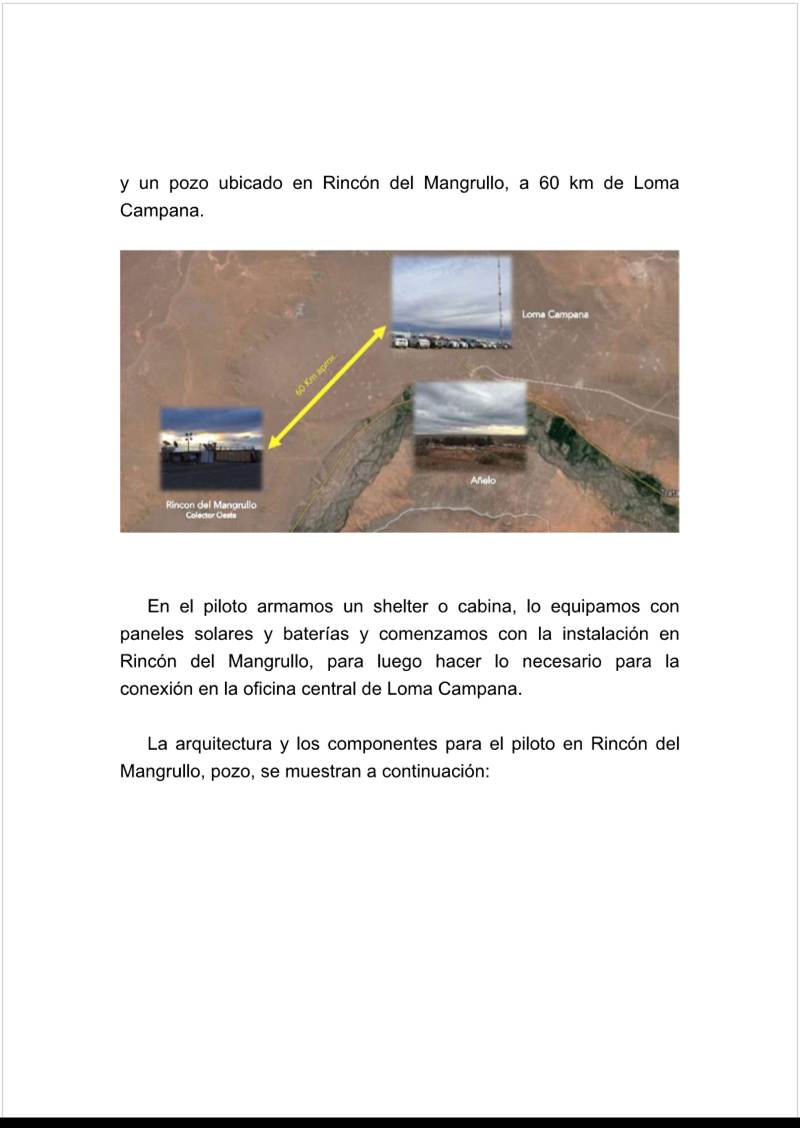 y un pozo ubicado en Rincón del Mangrullo, a 60 km de Loma
Campana.
Loma Campana
60 Km aprox.
Añelo
Rincon del Mangrullo
Colector Oeste
En el piloto armamos un shelter o cabina, lo equipamos con
paneles solares y baterías y comenzamos con la instalación en
Rincón del Mangrullo, para luego hacer lo necesario para la
conexión en la oficina central de Loma Campana.
La arquitectura y los componentes para el piloto en Rincón del
Mangrullo, pozo, se muestran a continuación: